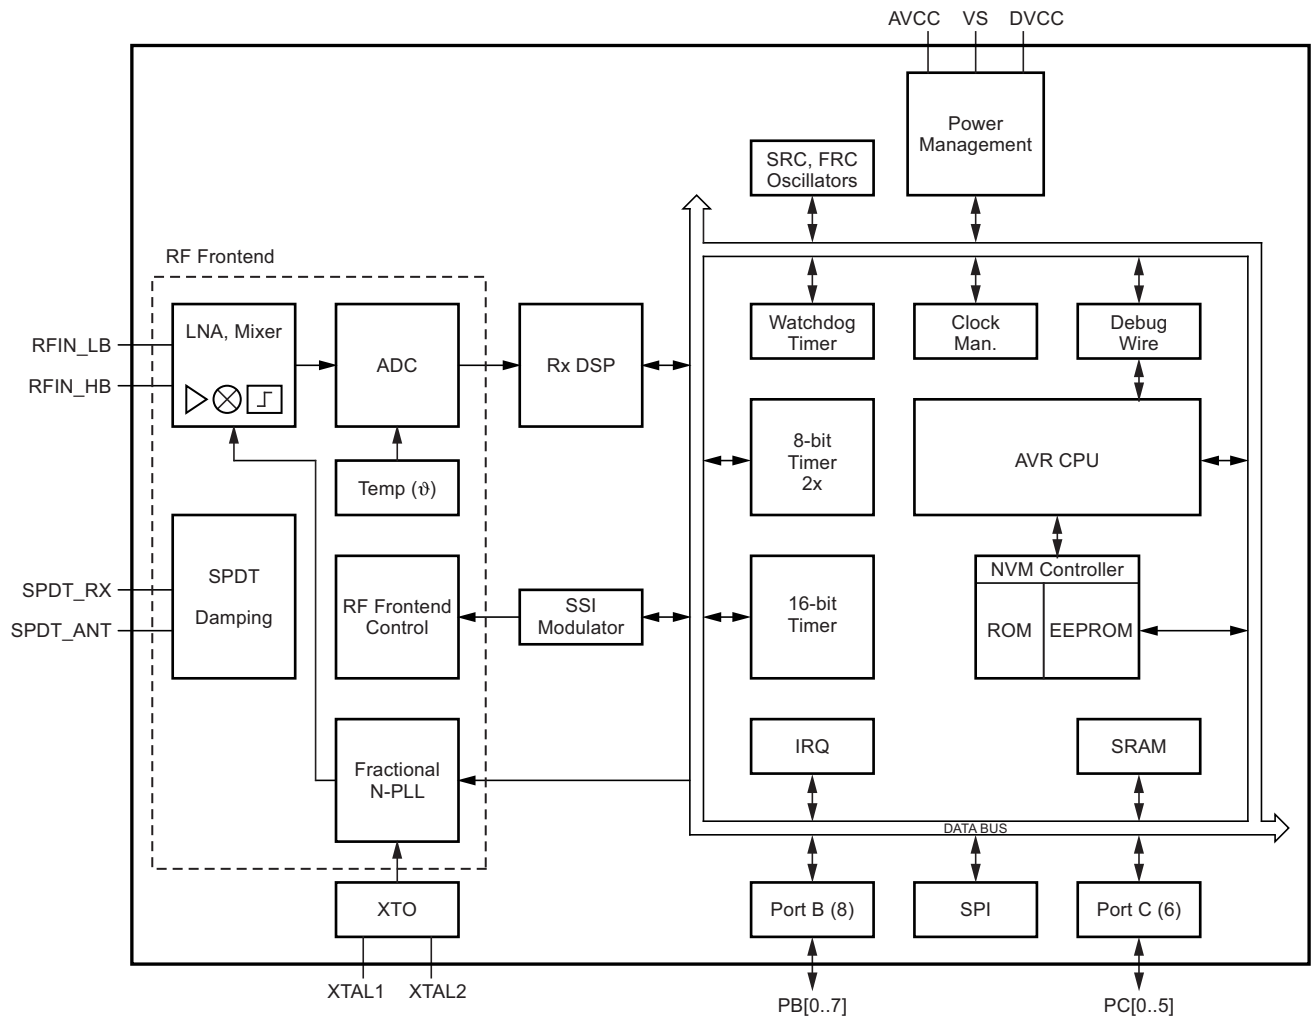 AVCC VS DVCC
Power
Management
SRC, FRC
Oscillators
RF Frontend
LNA, Mixer
RFIN_LB
RFIN_HB
ADC
Rx DSP
Watchdog
Timer
Clock
Man.
Debug
Wire
8-bit
Timer
2x
AVR CPU
Temp (ϑ)
SPDT_RX
SPDT_ANT
SPDT
Damping
RF Frontend
Control
SSI
Modulator
16-bit
Timer
NVM Controller
ROM
EEPROM
Fractional
N-PLL
IRQ
SRAM
DATA BUS
XTO
Port B (8)
SPI
Port C (6)
XTAL1 XTAL2
PB[0..7]
PC[0..5]